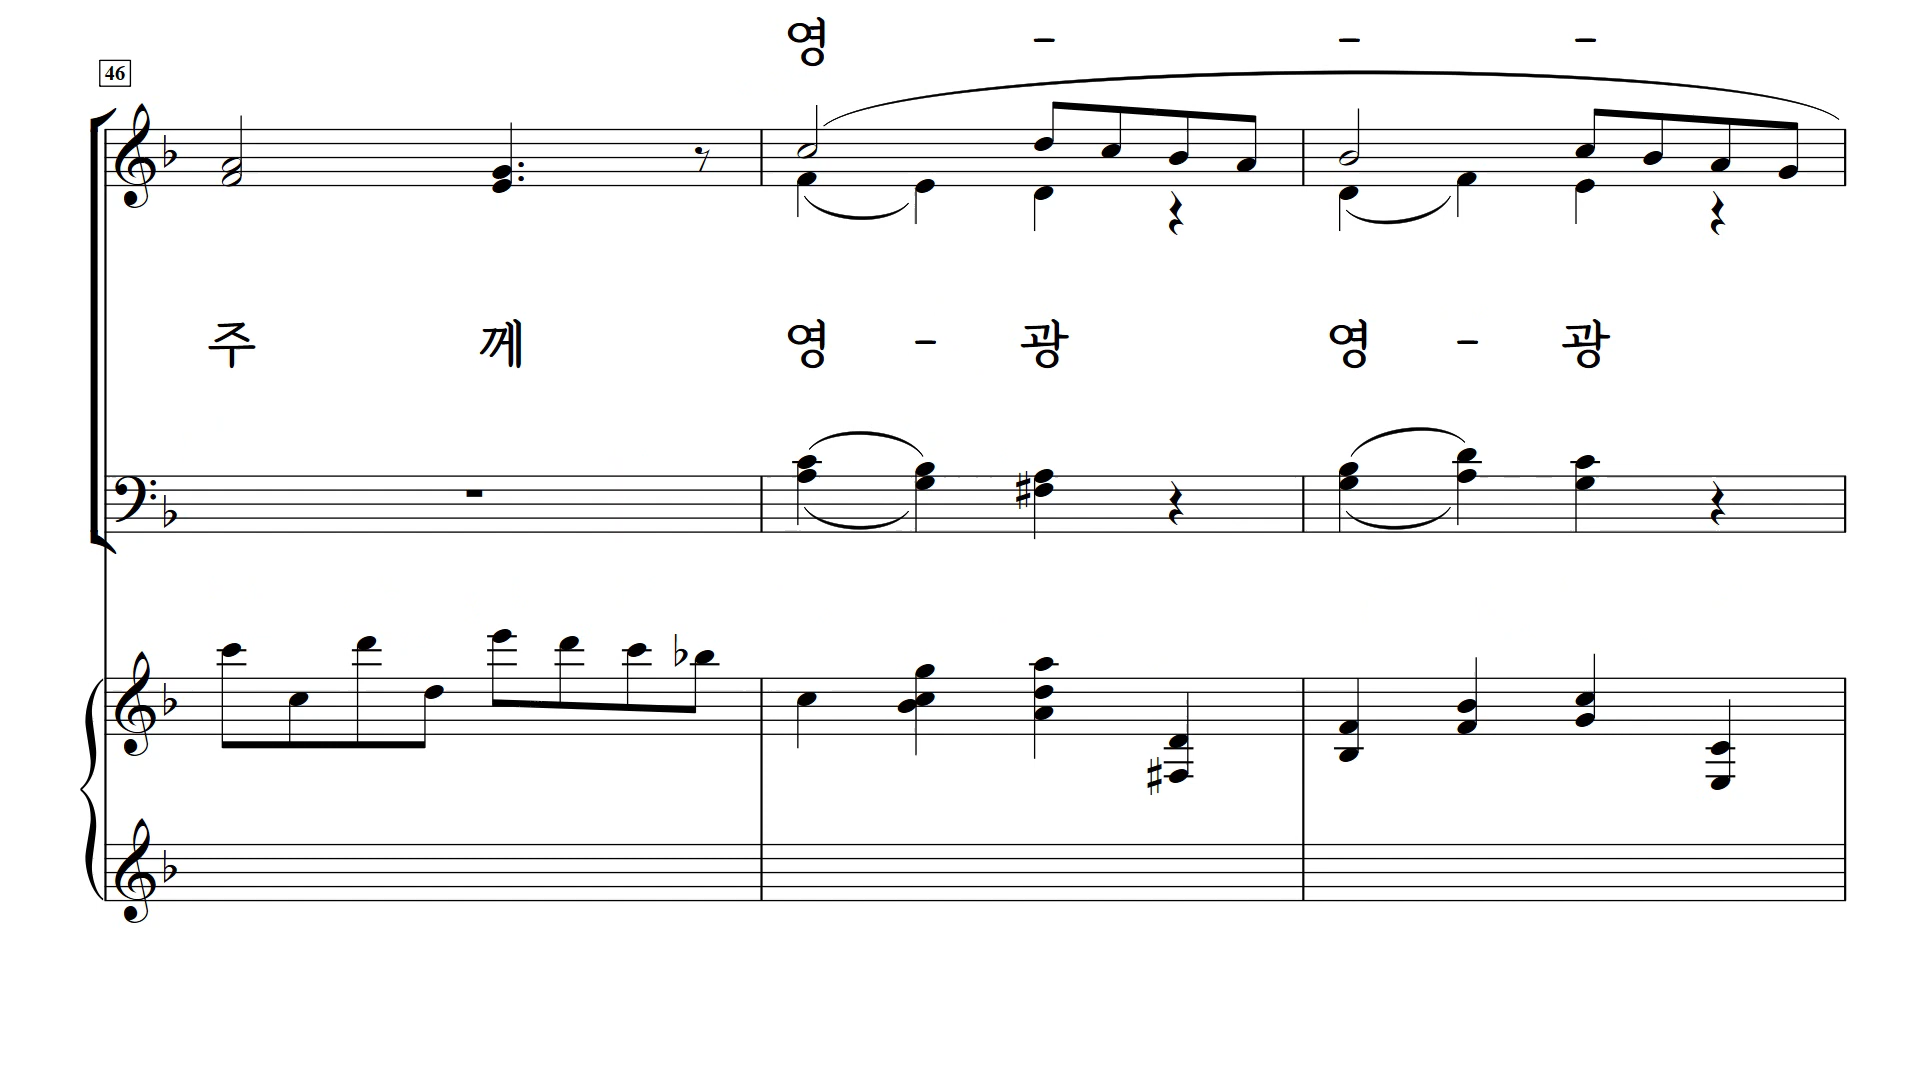 영 - - -
46
주 께 영 - 광 영 - 광